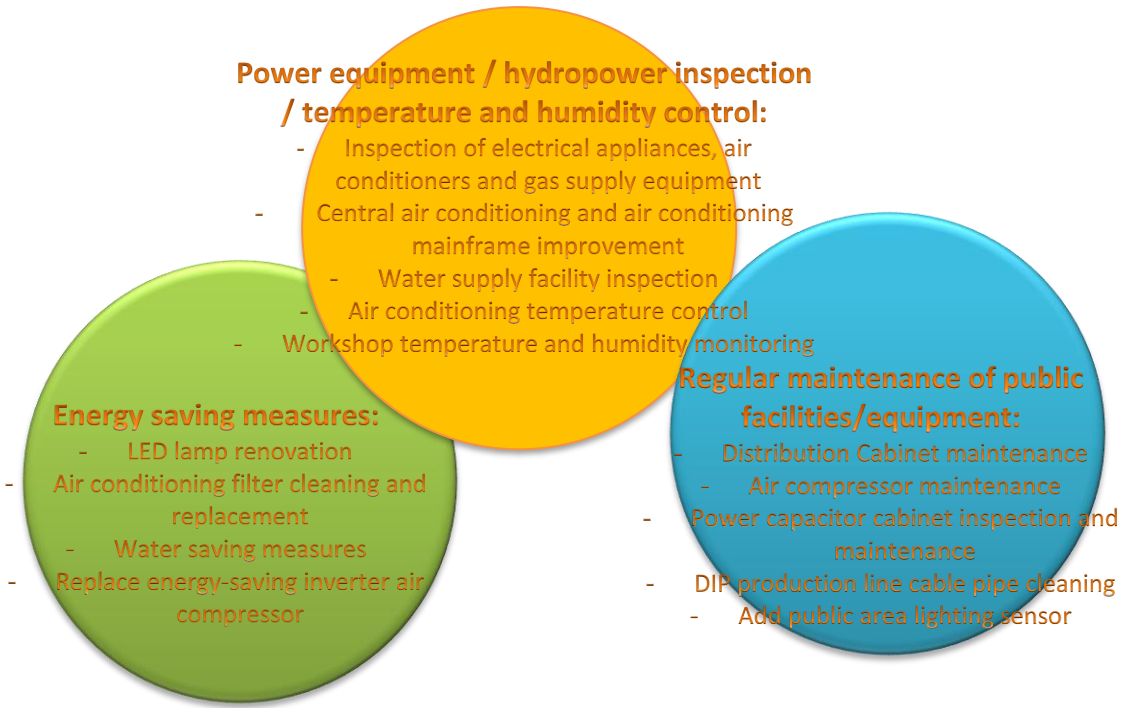 Power equipment / hydropower inspection
/ temperature and humidity control:
- Inspection of electrical appliances, air
conditioners and gas supply equipment
- Central air conditioning and air conditioning
mainframe improvement
- Water supply facility inspection
- Air conditioning temperature control
- Workshop temperature and humidity monitoring
Energy saving measures:
- LED lamp renovation
- Air conditioning filter cleaning and
replacement
- Water saving measures
- Replace energy-saving inverter air
compressor
Regular maintenance of public
facilities/equipment:
- Distribution Cabinet maintenance
- Air compressor maintenance
- Power capacitor cabinet inspection and
maintenance
- DIP production line cable pipe cleaning
- Add public area lighting sensor